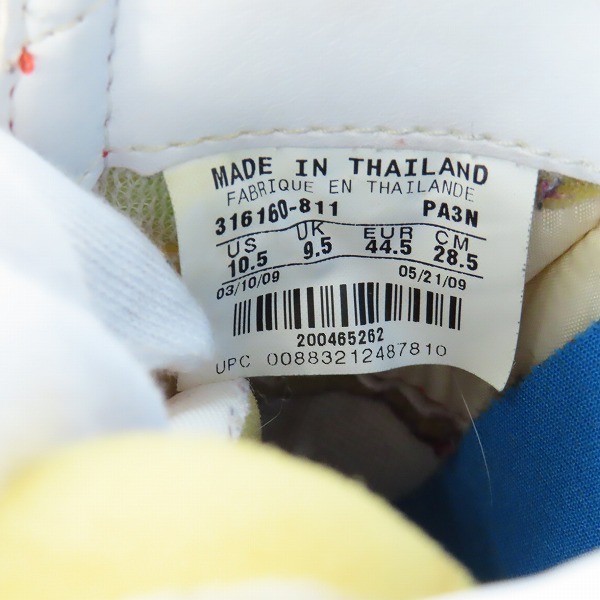 MADE IN THAILAND
FABRIQUE EN THAILANDE
316160-811 PA3N
US UK EUR CM
10.5 9.5 44.5 28.5
03/10/09 05/21/09
200465262
UPC 00883212487810